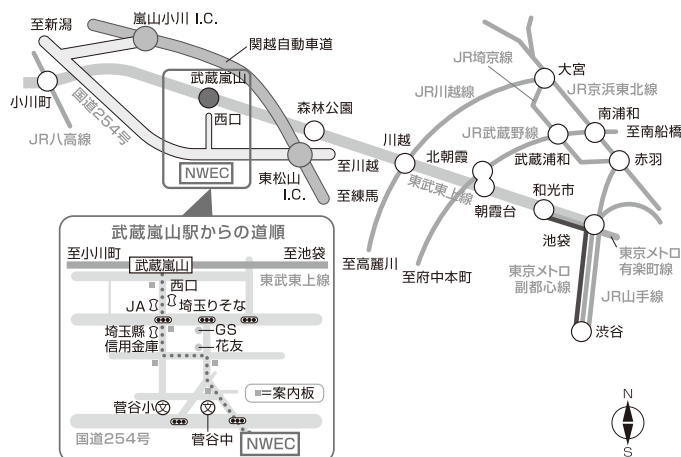 至新潟
嵐山小川 I.C.
関越自動車道
武蔵嵐山
西口
小川町
JR八高線
国道254号
NWEC
森林公園
東松山
I.C.
至川越
至練馬
JR川越線
川越
北朝霞
朝霞台
東武東上線
至高麗川
至府中本町
JR埼京線
大宮
JR京浜東北線
南浦和
至南船橋
JR武蔵野線
武蔵浦和
赤羽
和光市
池袋
東京メトロ
有楽町線
東京メトロ
副都心線
JR山手線
渋谷
武蔵嵐山駅からの道順
至小川町
武蔵嵐山
至池袋
東武東上線
西口
JA
埼玉りそな
埼玉縣
信用金庫
GS
花友
■=案内板
菅谷小
文
文
菅谷中
国道254号
NWEC
N
S